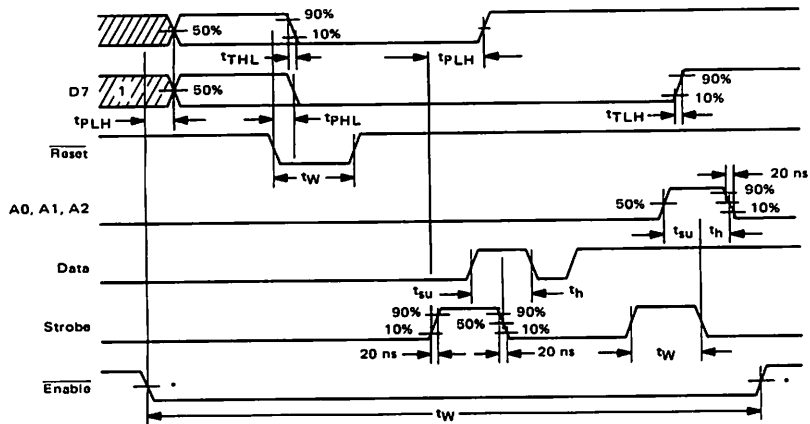 50%
90%
10%
tTHL
tPLH
D7
1
50%
90%
10%
tPLH
tPHL
tTLH
Reset
tW
20 ns
A0, A1, A2
50%
90%
10%
tsu
th
Data
tsu
th
Strobe
90%
10%
50%
90%
10%
20 ns
20 ns
tW
Enable
tW